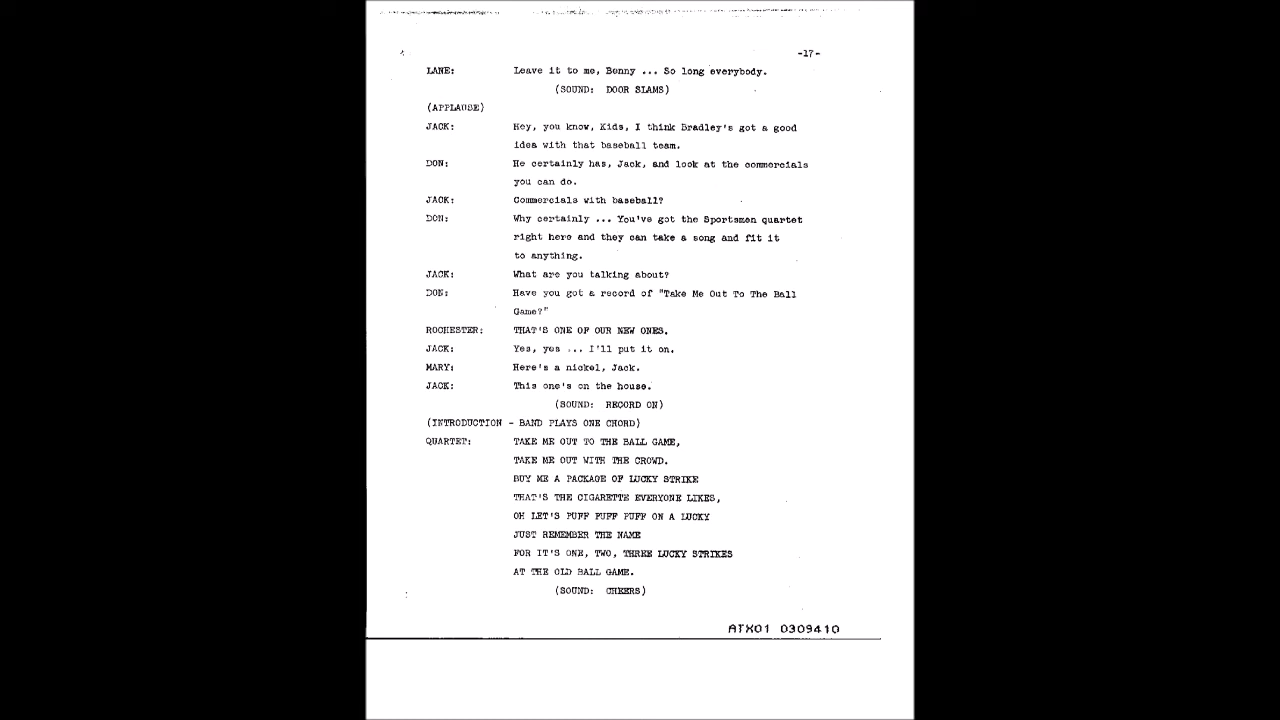 -17-
LANE: Leave it to me, Benny ... So long everybody.
(SOUND: DOOR SLAMS)
(APPLAUSE)
JACK: Hey, you know, Kids, I think Bradley's got a good
idea with that baseball team.
DON: He certainly has, Jack, and look at the commercials
you can do.
JACK: Commercials with baseball?
DON: Why certainly ... You've got the Sportsmen quartet
right here and they can take a song and fit it
to anything.
JACK: What are you talking about?
DON: Have you got a record of "Take Me Out To The Ball
Game?"
ROCHESTER: THAT'S ONE OF OUR NEW ONES.
JACK: Yes, yes ... I'll put it on.
MARY: Here's a nickel, Jack.
JACK: This one's on the house.
(SOUND: RECORD ON)
(INTRODUCTION - BAND PLAYS ONE CHORD)
QUARTET: TAKE ME OUT TO THE BALL GAME,
TAKE ME OUT WITH THE CROWD.
BUY ME A PACKAGE OF LUCKY STRIKE
THAT'S THE CIGARETTE EVERYONE LIKES,
OH LET'S PUFF PUFF PUFF ON A LUCKY
JUST REMEMBER THE NAME
FOR IT'S ONE, TWO, THREE LUCKY STRIKES
AT THE OLD BALL GAME.
(SOUND: CHEERS)
ATX01 0309410